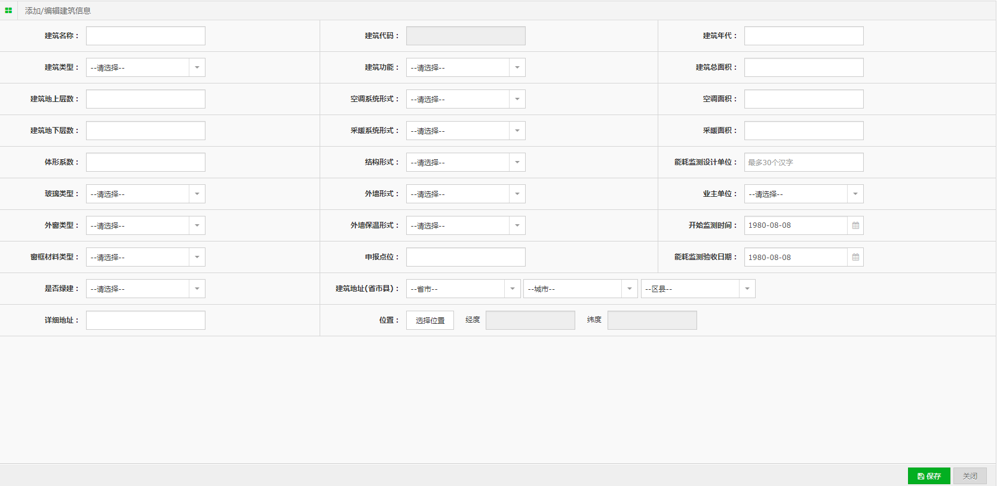 添加/编辑建筑信息
建筑名称： 建筑代码： 建筑年代：
建筑类型： --请选择-- 建筑功能： --请选择-- 建筑总面积：
建筑地上层数： 空调系统形式： --请选择-- 空调面积：
建筑地下层数： 采暖系统形式： --请选择-- 采暖面积：
体形系数： 结构形式： --请选择-- 能耗监测设计单位： 最多30个汉字
玻璃类型： --请选择-- 外墙形式： --请选择-- 业主单位： --请选择--
外窗类型： --请选择-- 外墙保温形式： --请选择-- 开始监测时间： 1980-08-08
窗框材料类型： --请选择-- 申报点位： 能耗监测验收日期： 1980-08-08
是否绿建： --请选择-- 建筑地址(省市县)： --省市-- --城市-- --区县--
详细地址： 位置： 选择位置 经度 纬度
保存 关闭